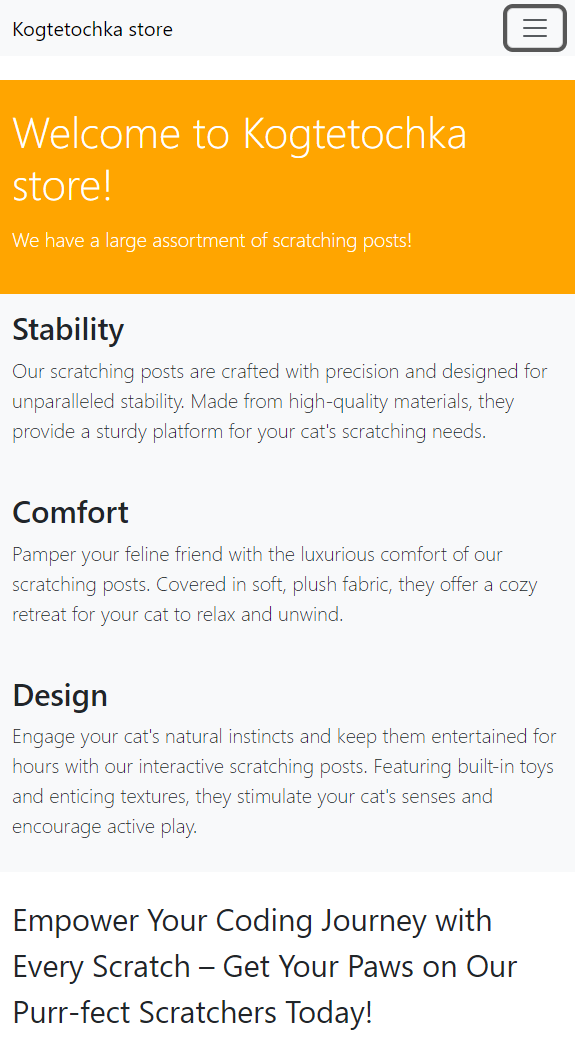 Kogtetochka store
Welcome to Kogtetochka
store!
We have a large assortment of scratching posts!
Stability
Our scratching posts are crafted with precision and designed for
unparalleled stability. Made from high-quality materials, they
provide a sturdy platform for your cat's scratching needs.
Comfort
Pamper your feline friend with the luxurious comfort of our
scratching posts. Covered in soft, plush fabric, they offer a cozy
retreat for your cat to relax and unwind.
Design
Engage your cat's natural instincts and keep them entertained for
hours with our interactive scratching posts. Featuring built-in toys
and enticing textures, they stimulate your cat's senses and
encourage active play.
Empower Your Coding Journey with
Every Scratch – Get Your Paws on Our
Purr-fect Scratchers Today!